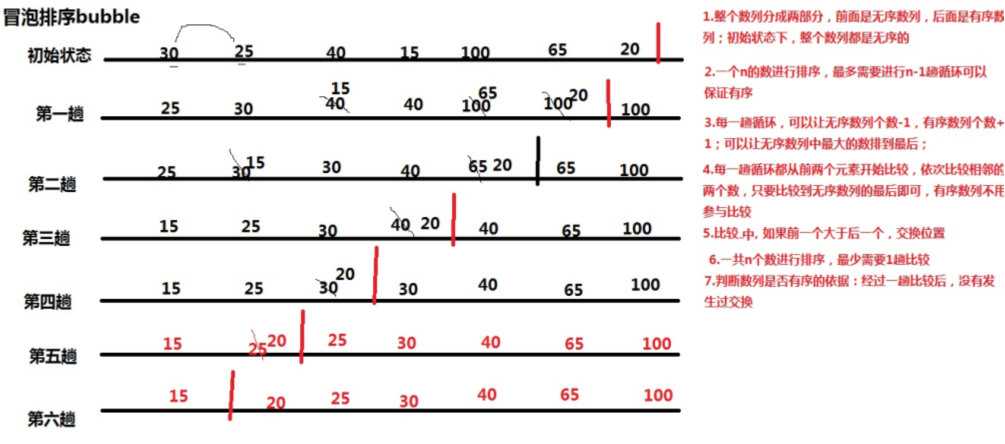 冒泡排序bubble
初始状态 30 25 40 15 100 65 20
第一趟 25 30 40 15 40 100 65 100 20 100
第二趟 25 30 15 30 40 65 20 65 100
第三趟 15 25 30 40 20 40 65 100
第四趟 15 25 30 20 30 40 65 100
第五趟 15 25 20 25 30 40 65 100
第六趟 15 20 25 30 40 65 100
1.整个数列分成两部分，前面是无序数列，后面是有序数
列；初始状态下，整个数列都是无序的
2.一个n的数进行排序，最多需要进行n-1趟循环可以
保证有序
3.每一趟循环，可以让无序数列个数-1，有序数列个数+
1；可以让无序数列中最大的数排到最后；
4.每一趟循环都从前两个元素开始比较，依次比较相邻的
两个数，只要比较到无序数列的最后即可，有序数列不用
参与比较
5.比较中，如果前一个大于后一个，交换位置
6.一共n个数进行排序，最少需要1趟比较
7.判断数列是否有序的依据：经过一趟比较后，没有发
生过交换